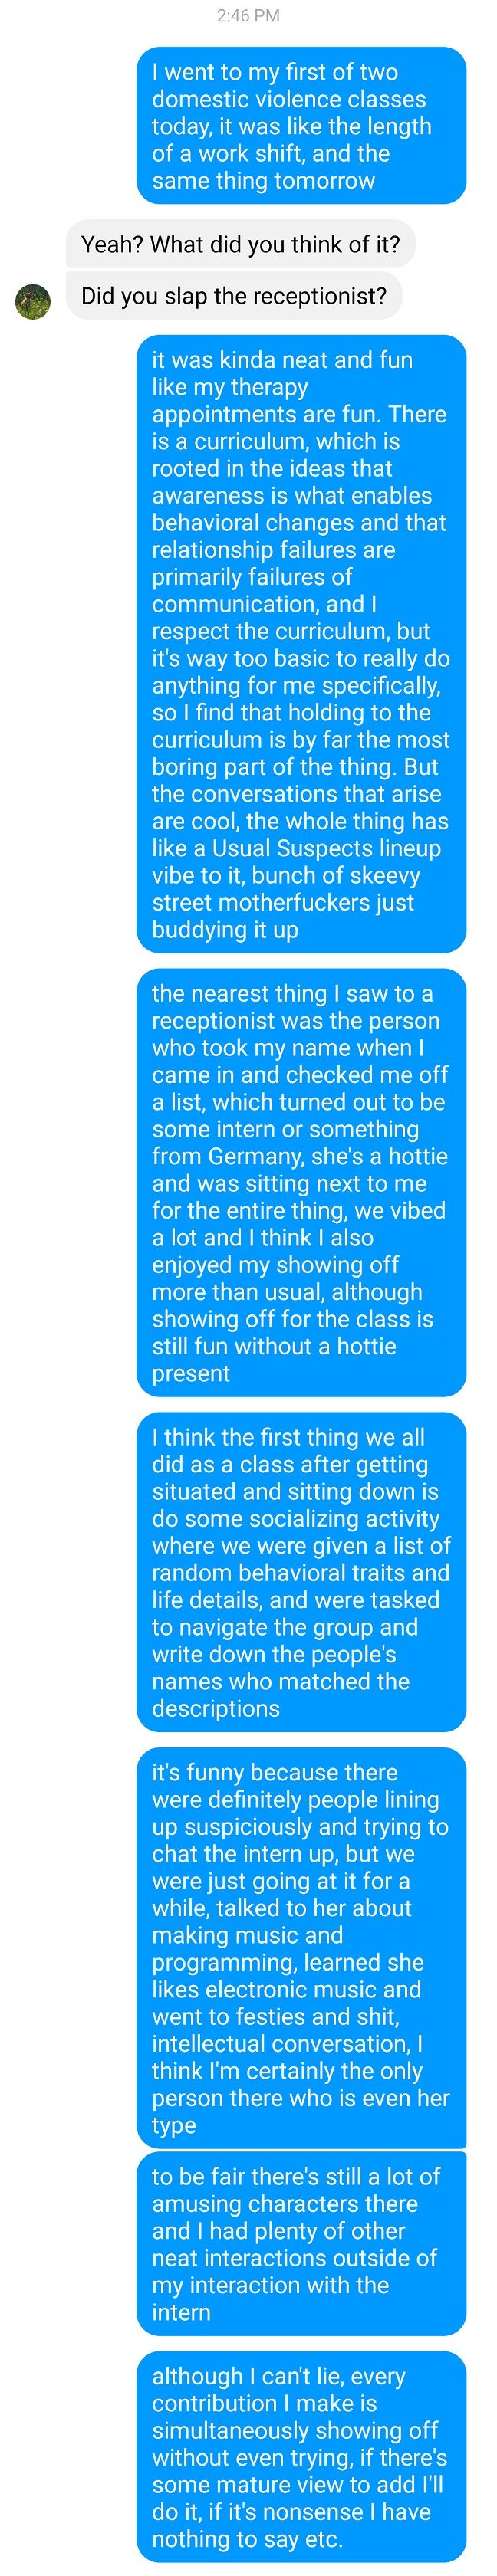 2:46 PM
I went to my first of two
domestic violence classes
today, it was like the length
of a work shift, and the
same thing tomorrow
Yeah? What did you think of it?
Did you slap the receptionist?
it was kinda neat and fun
like my therapy
appointments are fun. There
is a curriculum, which is
rooted in the ideas that
awareness is what enables
behavioral changes and that
relationship failures are
primarily failures of
communication, and I
respect the curriculum, but
it's way too basic to really do
anything for me specifically,
so I find that holding to the
curriculum is by far the most
boring part of the thing. But
the conversations that arise
are cool, the whole thing has
like a Usual Suspects lineup
vibe to it, bunch of skeevy
street motherfuckers just
buddying it up
the nearest thing I saw to a
receptionist was the person
who took my name when I
came in and checked me off
a list, which turned out to be
some intern or something
from Germany, she's a hottie
and was sitting next to me
for the entire thing, we vibed
a lot and I think I also
enjoyed my showing off
more than usual, although
showing off for the class is
still fun without a hottie
present
I think the first thing we all
did as a class after getting
situated and sitting down is
do some socializing activity
where we were given a list of
random behavioral traits and
life details, and were tasked
to navigate the group and
write down the people's
names who matched the
descriptions
it's funny because there
were definitely people lining
up suspiciously and trying to
chat the intern up, but we
were just going at it for a
while, talked to her about
making music and
programming, learned she
likes electronic music and
went to festies and shit,
intellectual conversation, I
think I'm certainly the only
person there who is even her
type
to be fair there's still a lot of
amusing characters there
and I had plenty of other
neat interactions outside of
my interaction with the
intern
although I can't lie, every
contribution I make is
simultaneously showing off
without even trying, if there's
some mature view to add I'll
do it, if it's nonsense I have
nothing to say etc.